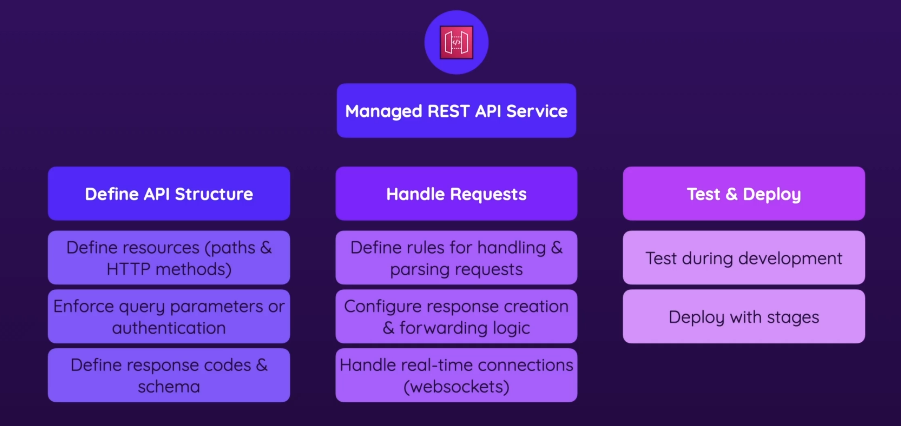 Managed REST API Service
Define API Structure
Define resources (paths &
HTTP methods)
Enforce query parameters or
authentication
Define response codes &
schema
Handle Requests
Define rules for handling &
parsing requests
Configure response creation
& forwarding logic
Handle real-time connections
(websockets)
Test & Deploy
Test during development
Deploy with stages